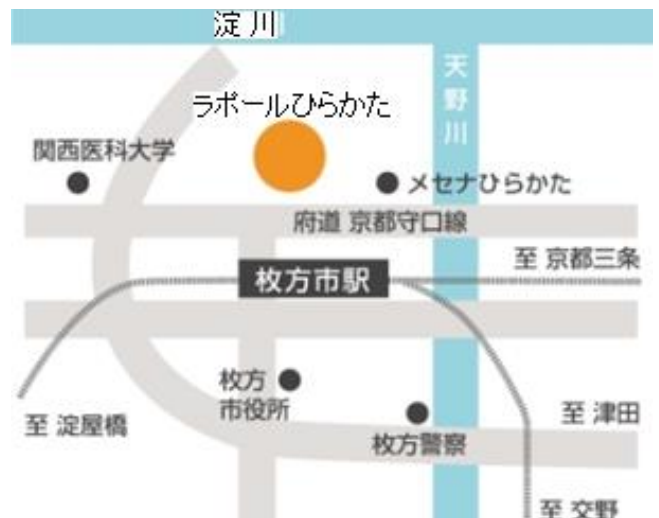 淀川
天野川
ラポールひらかた
関西医科大学
メセナひらかた
府道 京都守口線
至 京都三条
枚方市駅
枚方
市役所
至 淀屋橋
枚方警察
至 津田
至 交野